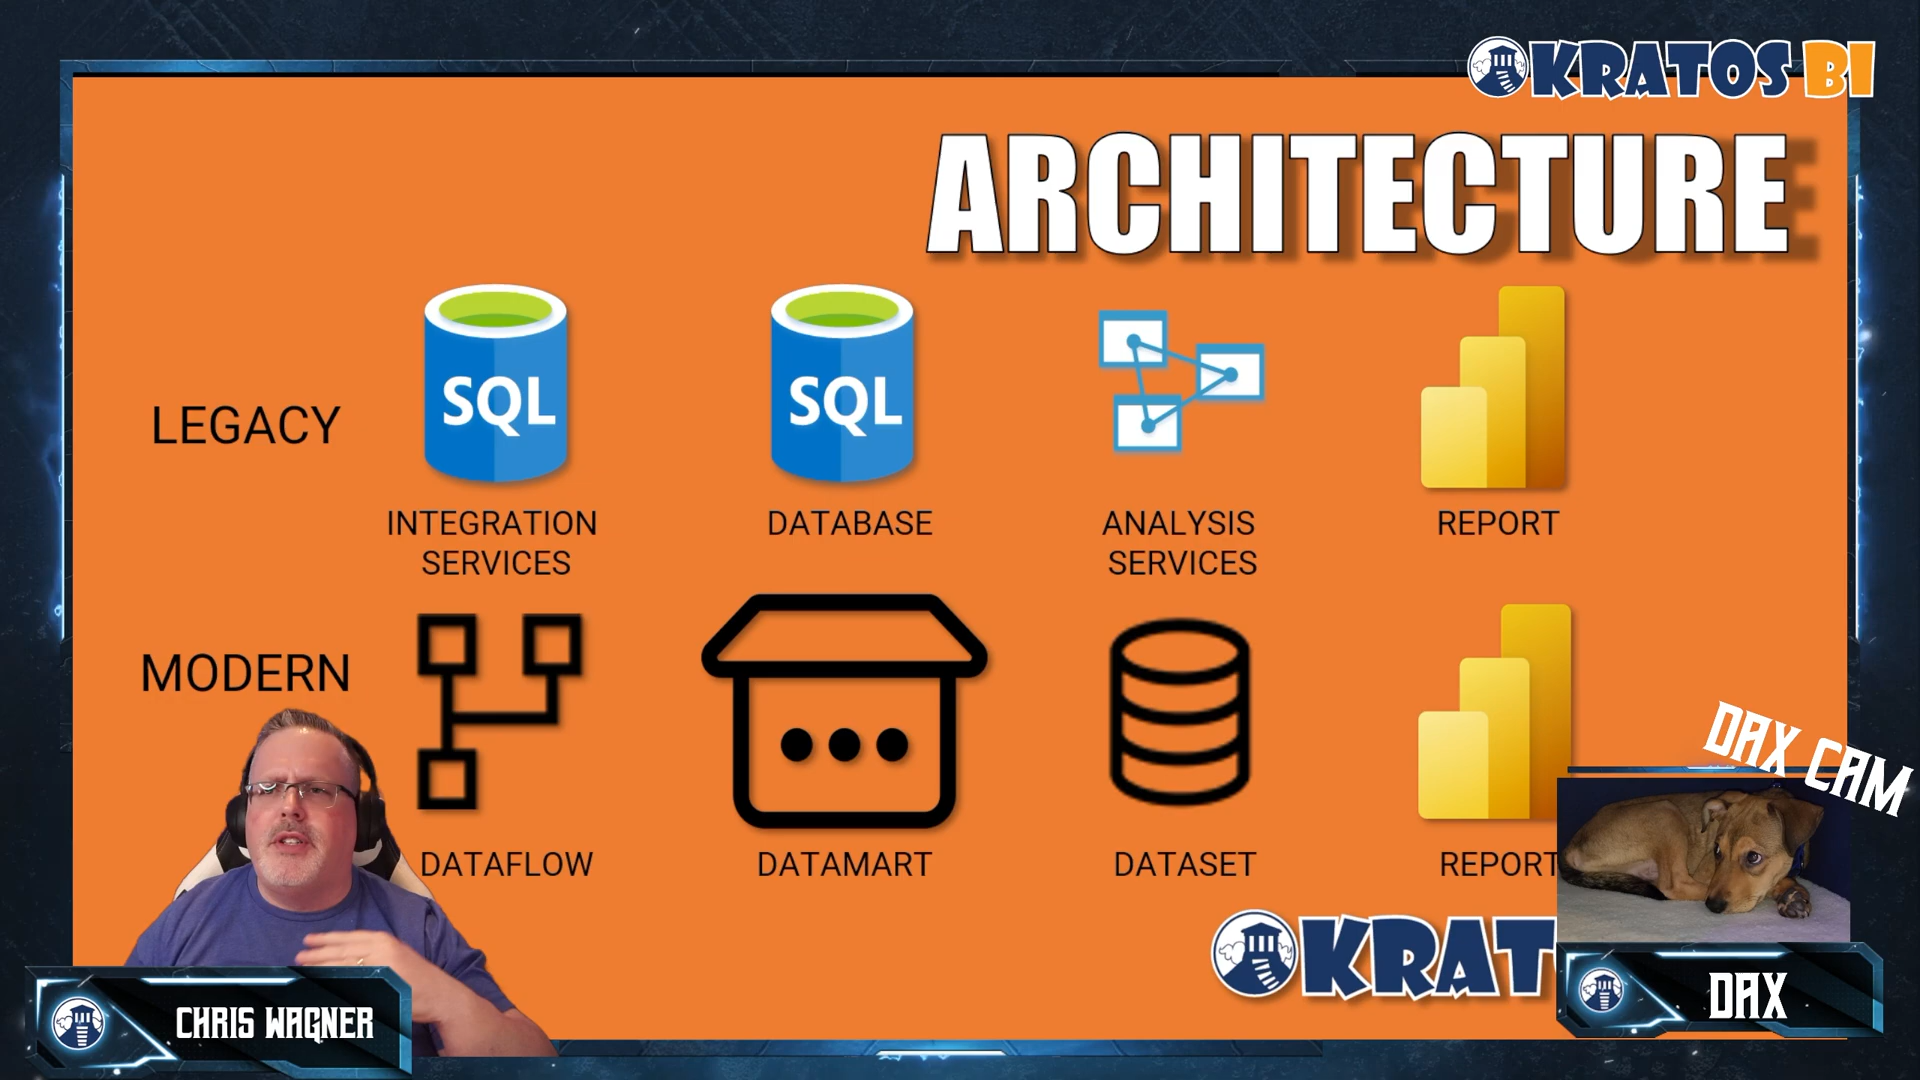 KRATOS BI
ARCHITECTURE
LEGACY
SQL
SQL
INTEGRATION
SERVICES
DATABASE
ANALYSIS
SERVICES
REPORT
MODERN
DATAFLOW
DATAMART
DATASET
REPORT
DAX CAM
KRAT
CHRIS WAGNER
DAX